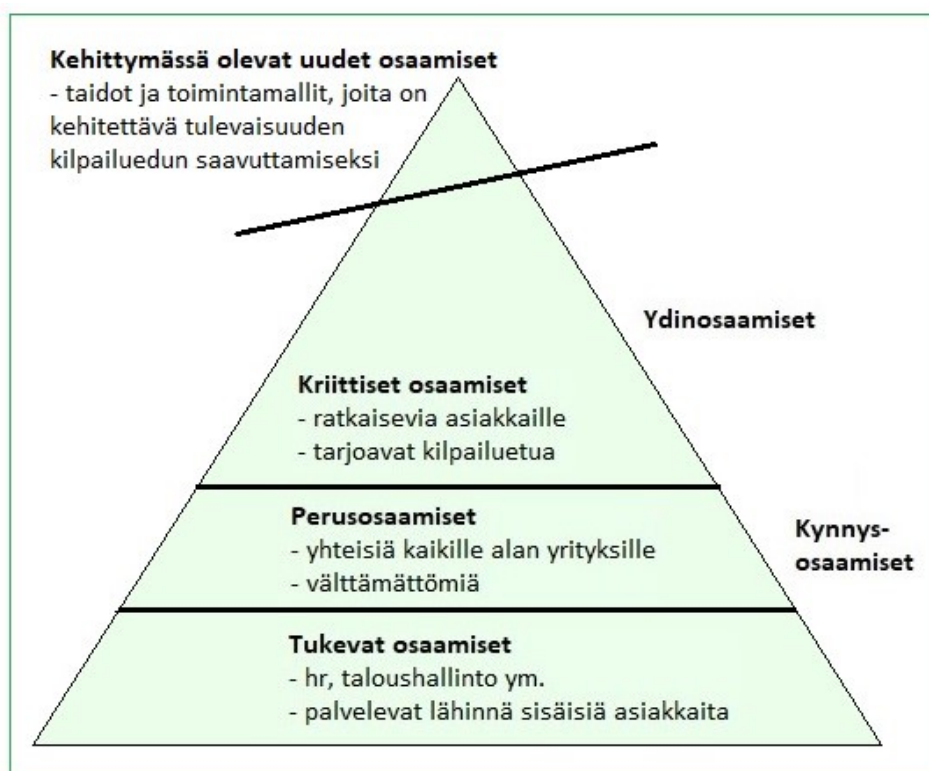 Kehittymässä olevat uudet osaamiset
- taidot ja toimintamallit, joita on
kehitettävä tulevaisuuden
kilpailuedun saavuttamiseksi
Ydinosaamiset
Kriittiset osaamiset
- ratkaisevia asiakkaille
- tarjoavat kilpailuetua
Perusosaamiset
- yhteisiä kaikille alan yrityksille
- välttämättömiä
Kynnys-
osaamiset
Tukevat osaamiset
- hr, taloushallinto ym.
- palvelevat lähinnä sisäisiä asiakkaita